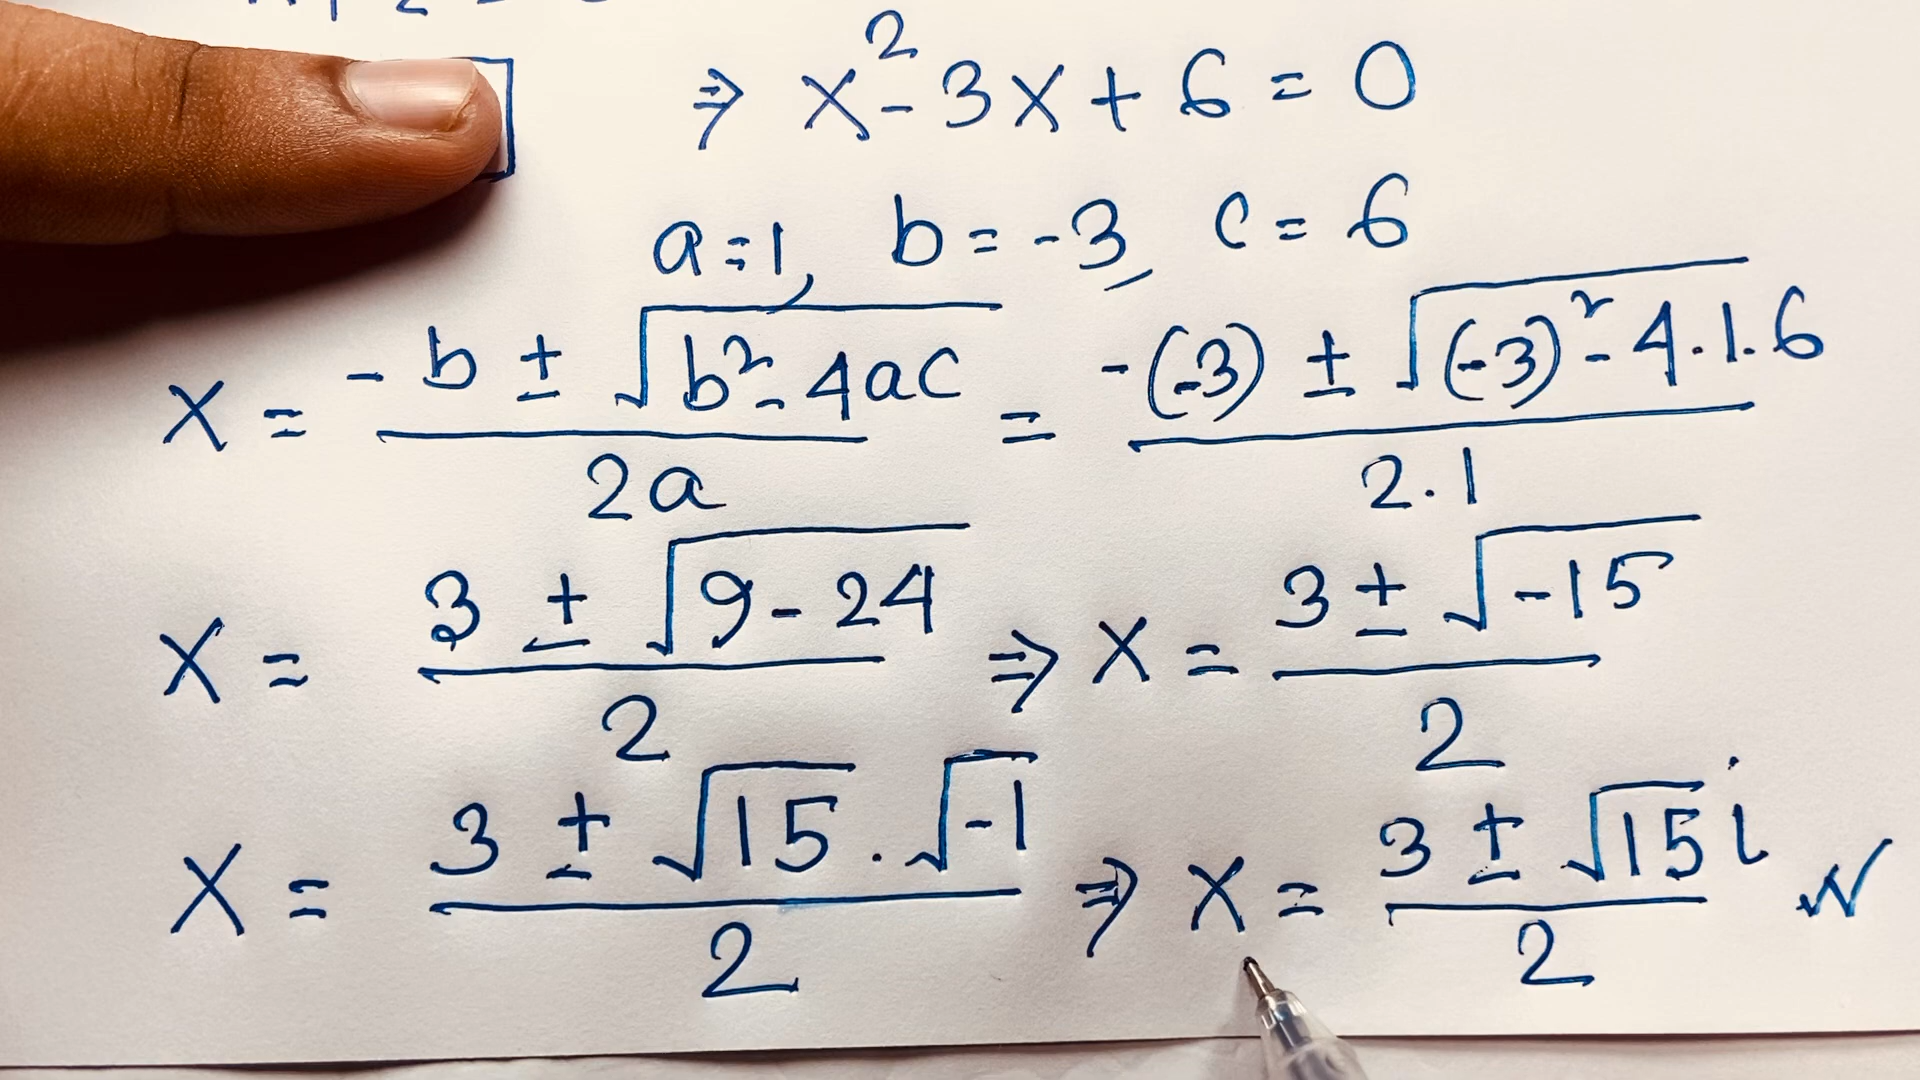 ⇒ x² - 3x + 6 = 0
a = 1, b = -3, c = 6
x = (-b ± √(b² - 4ac)) / 2a = (-(-3) ± √((-3)² - 4.1.6)) / 2.1
x = (3 ± √(9 - 24)) / 2 ⇒ x = (3 ± √(-15)) / 2
x = (3 ± √15 . √-1) / 2 ⇒ x = (3 ± √15 i) / 2